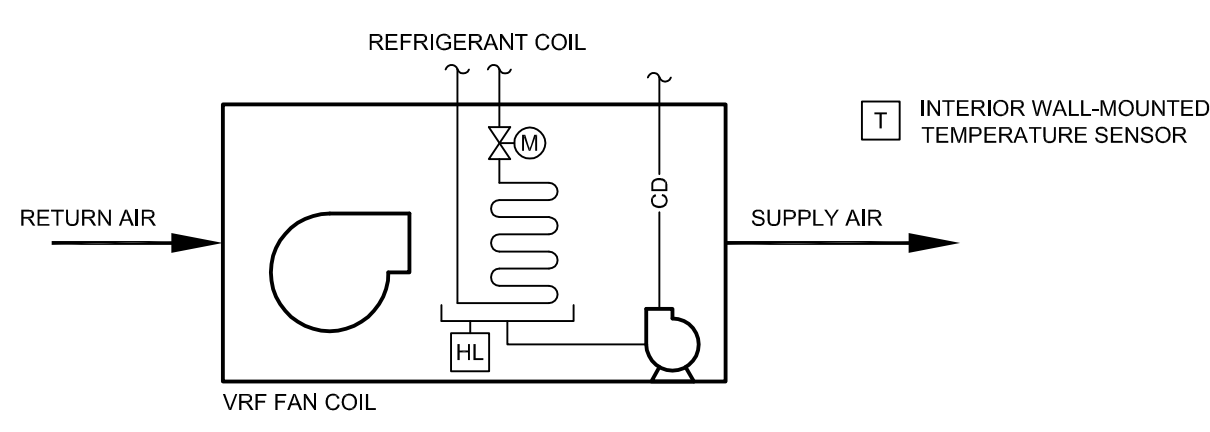 REFRIGERANT COIL
T
INTERIOR WALL-MOUNTED
TEMPERATURE SENSOR
M
CD
RETURN AIR
SUPPLY AIR
HL
VRF FAN COIL